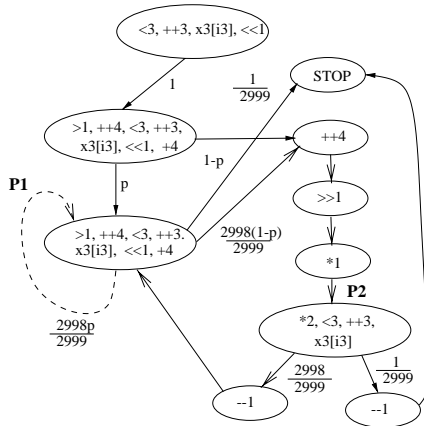 <3, ++3, x3[i3], <<1
1
1
2999
STOP
>1, ++4, <3, ++3,
x3[i3], <<1, +4
1-p
++4
p
P1
>>1
>1, ++4, <3, ++3.
x3[i3], <<1, +4
2998(1-p)
2999
*1
P2
*2, <3, ++3,
x3[i3]
2998p
2999
2998
2999
1
2999
--1
--1